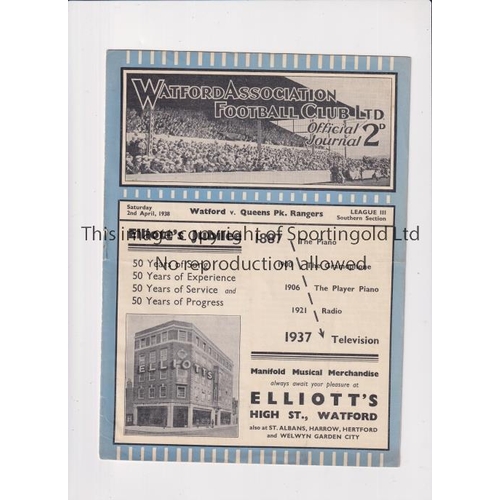 Watford Association
Football Club Ltd
Official
Journal 2D
Saturday
2nd April, 1938
Watford v. Queens Pk. Rangers
LEAGUE III
Southern Section
This Image Copyright of Sportingold Ltd
No reproduction allowed
Elliott's Jubilee 1887 The Piano
50 Years of Song
The Gramophone
50 Years of Experience
50 Years of Service and
50 Years of Progress
1906 The Player Piano
1921 Radio
1937 Television
ELLIOTTS
Manifold Musical Merchandise
always await your pleasure at
ELLIOTT'S
HIGH ST., WATFORD
also at ST. ALBANS, HARROW, HERTFORD
and WELWYN GARDEN CITY